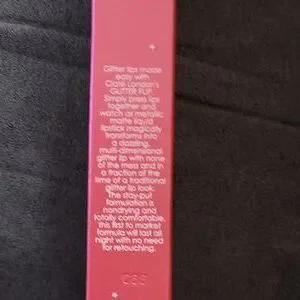 Glitter lips made
easy with
Ciaté London's
GLITTER FLIP.
Simply press lips
together and
watch as metallic
matte liquid
lipstick magically
transforms into
a dazzling,
multi-dimensional
glitter lip with none
of the mess and in
a fraction of the
time of a traditional
glitter lip look.
The stay-put
formulation is
nondrying and
totally comfortable,
this first to market
formula will last all
night with no need
for retouching.